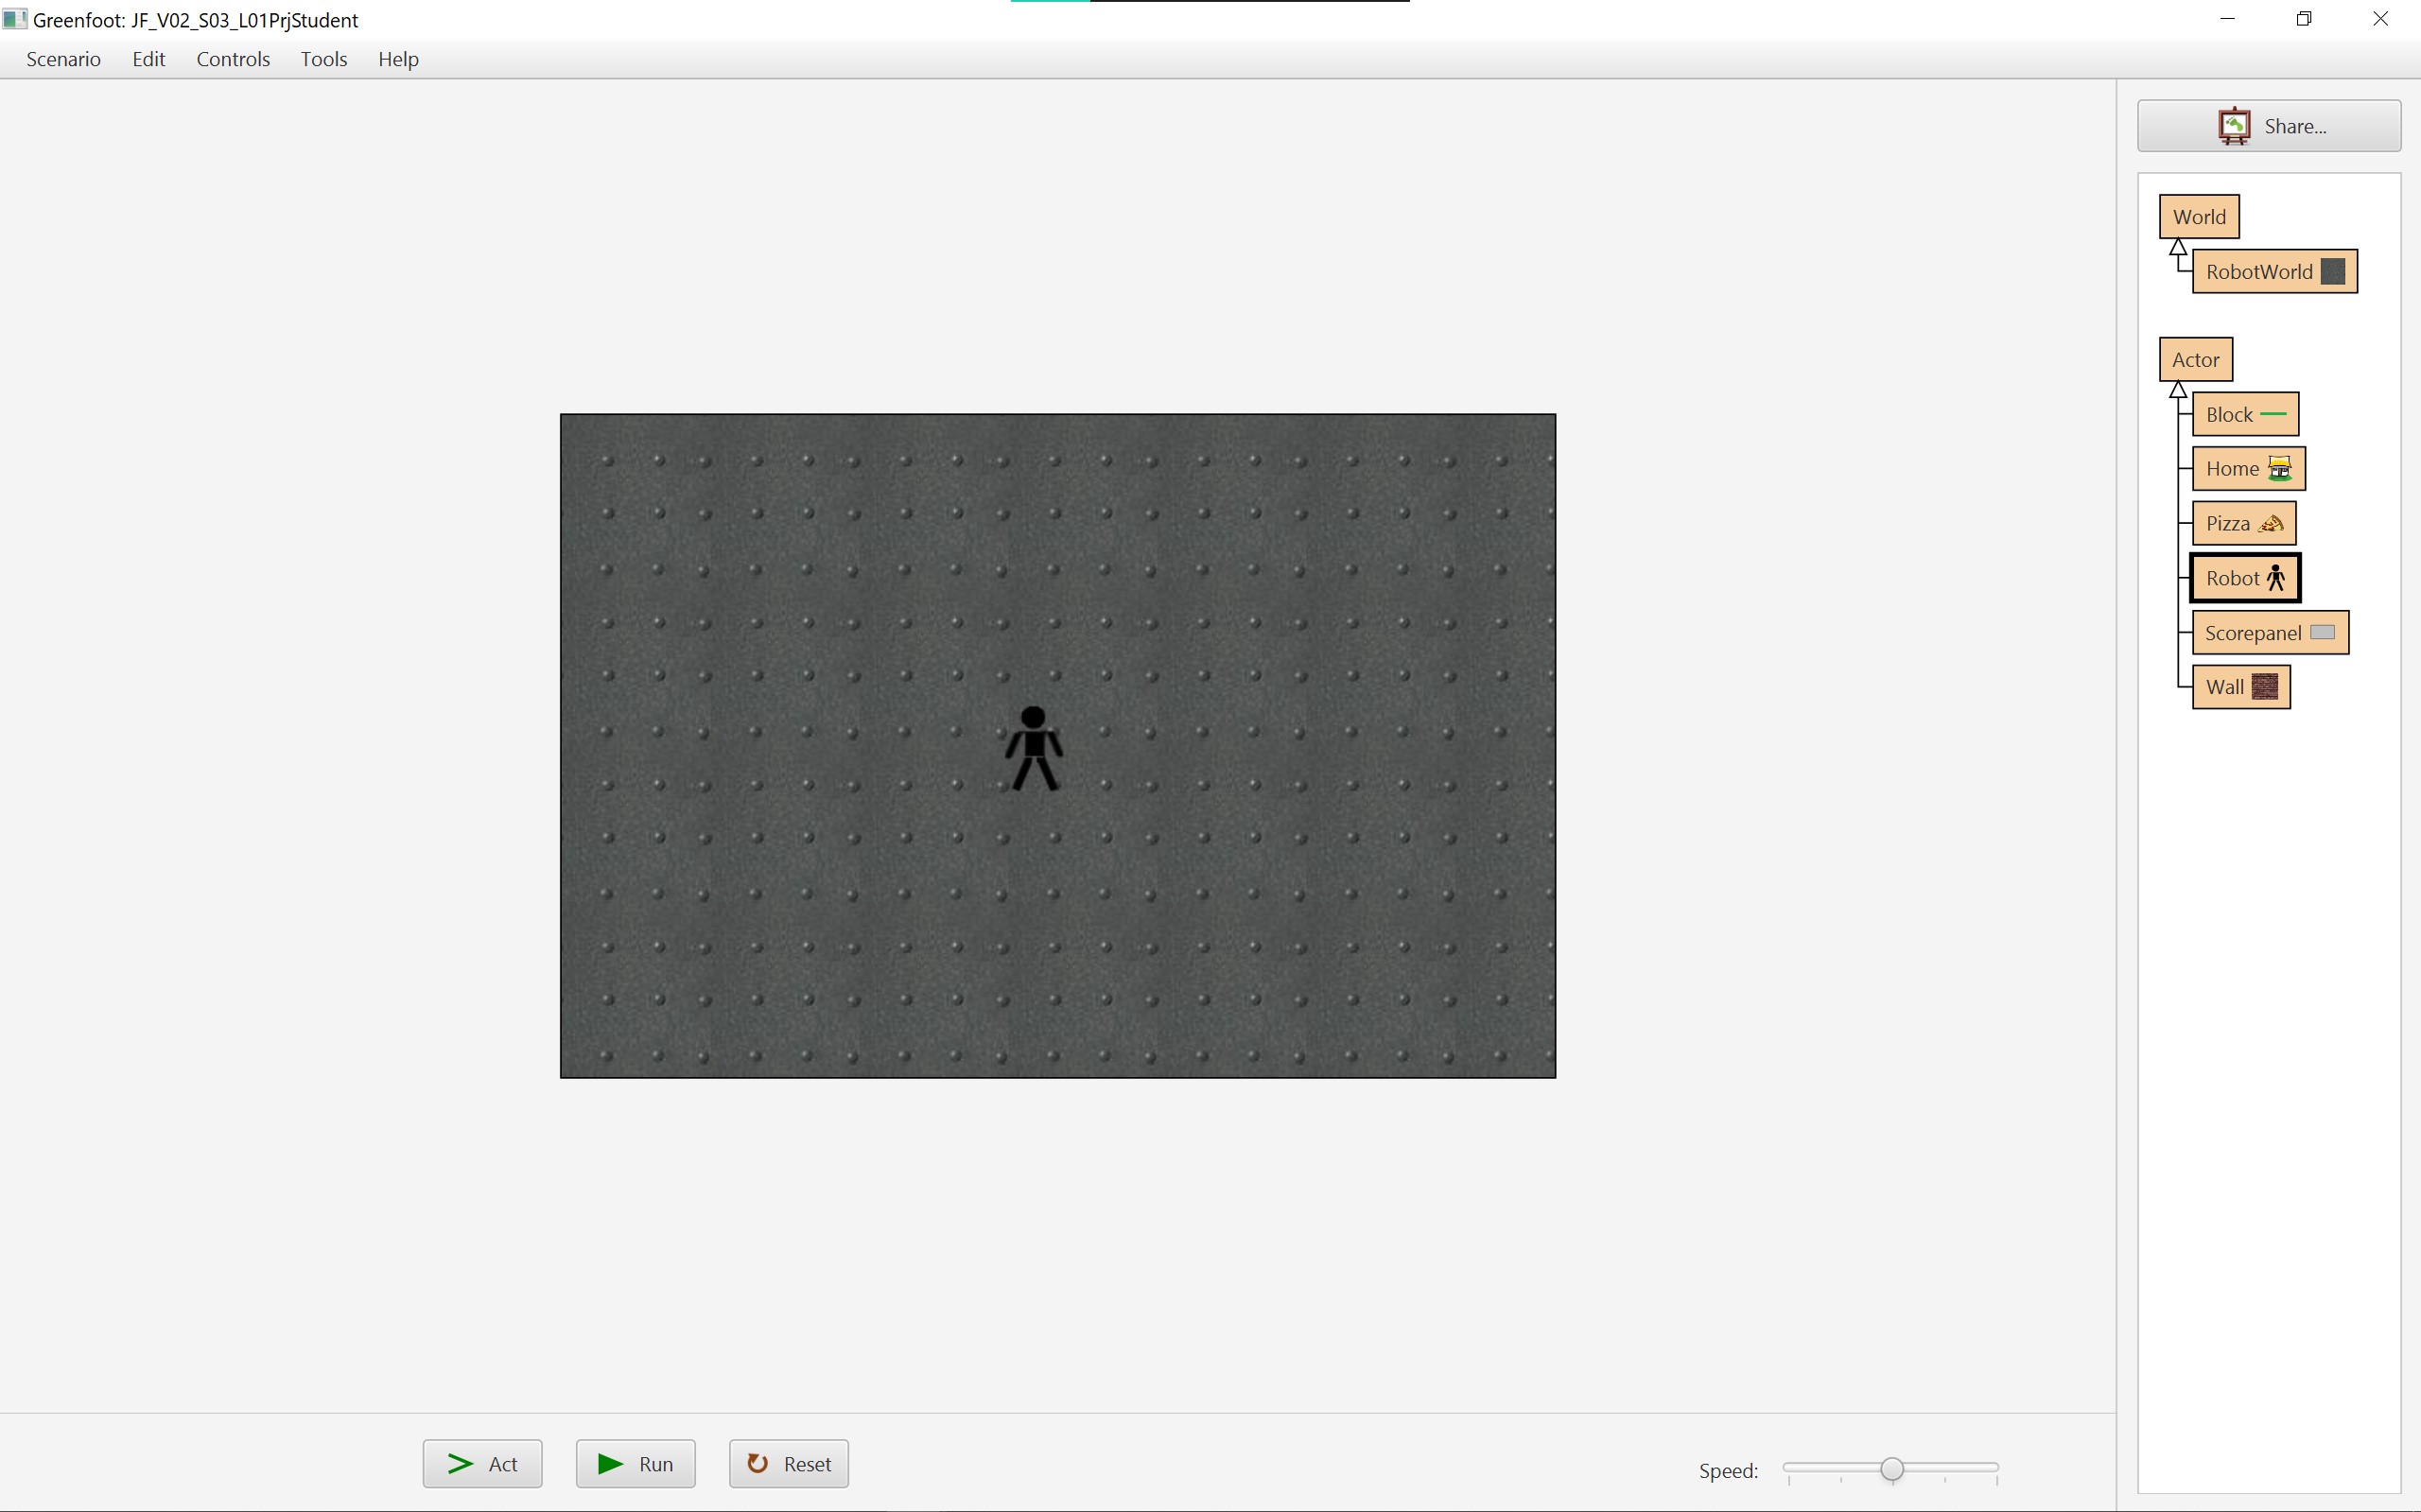 Greenfoot: JF_V02_S03_L01PrjStudent
Scenario Edit Controls Tools Help
Share...
World
RobotWorld
Actor
Block
Home
Pizza
Robot
Scorepanel
Wall
Act Run Reset Speed: